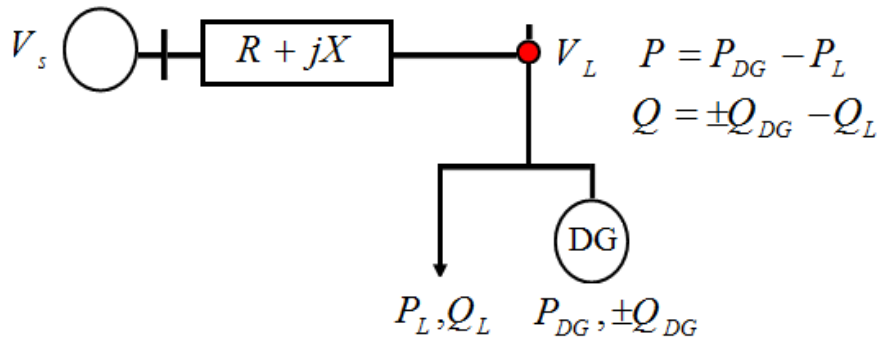 V_s
R + jX
V_L
P = P_DG − P_L
Q = ±Q_DG − Q_L
DG
P_L, Q_L
P_DG, ±Q_DG